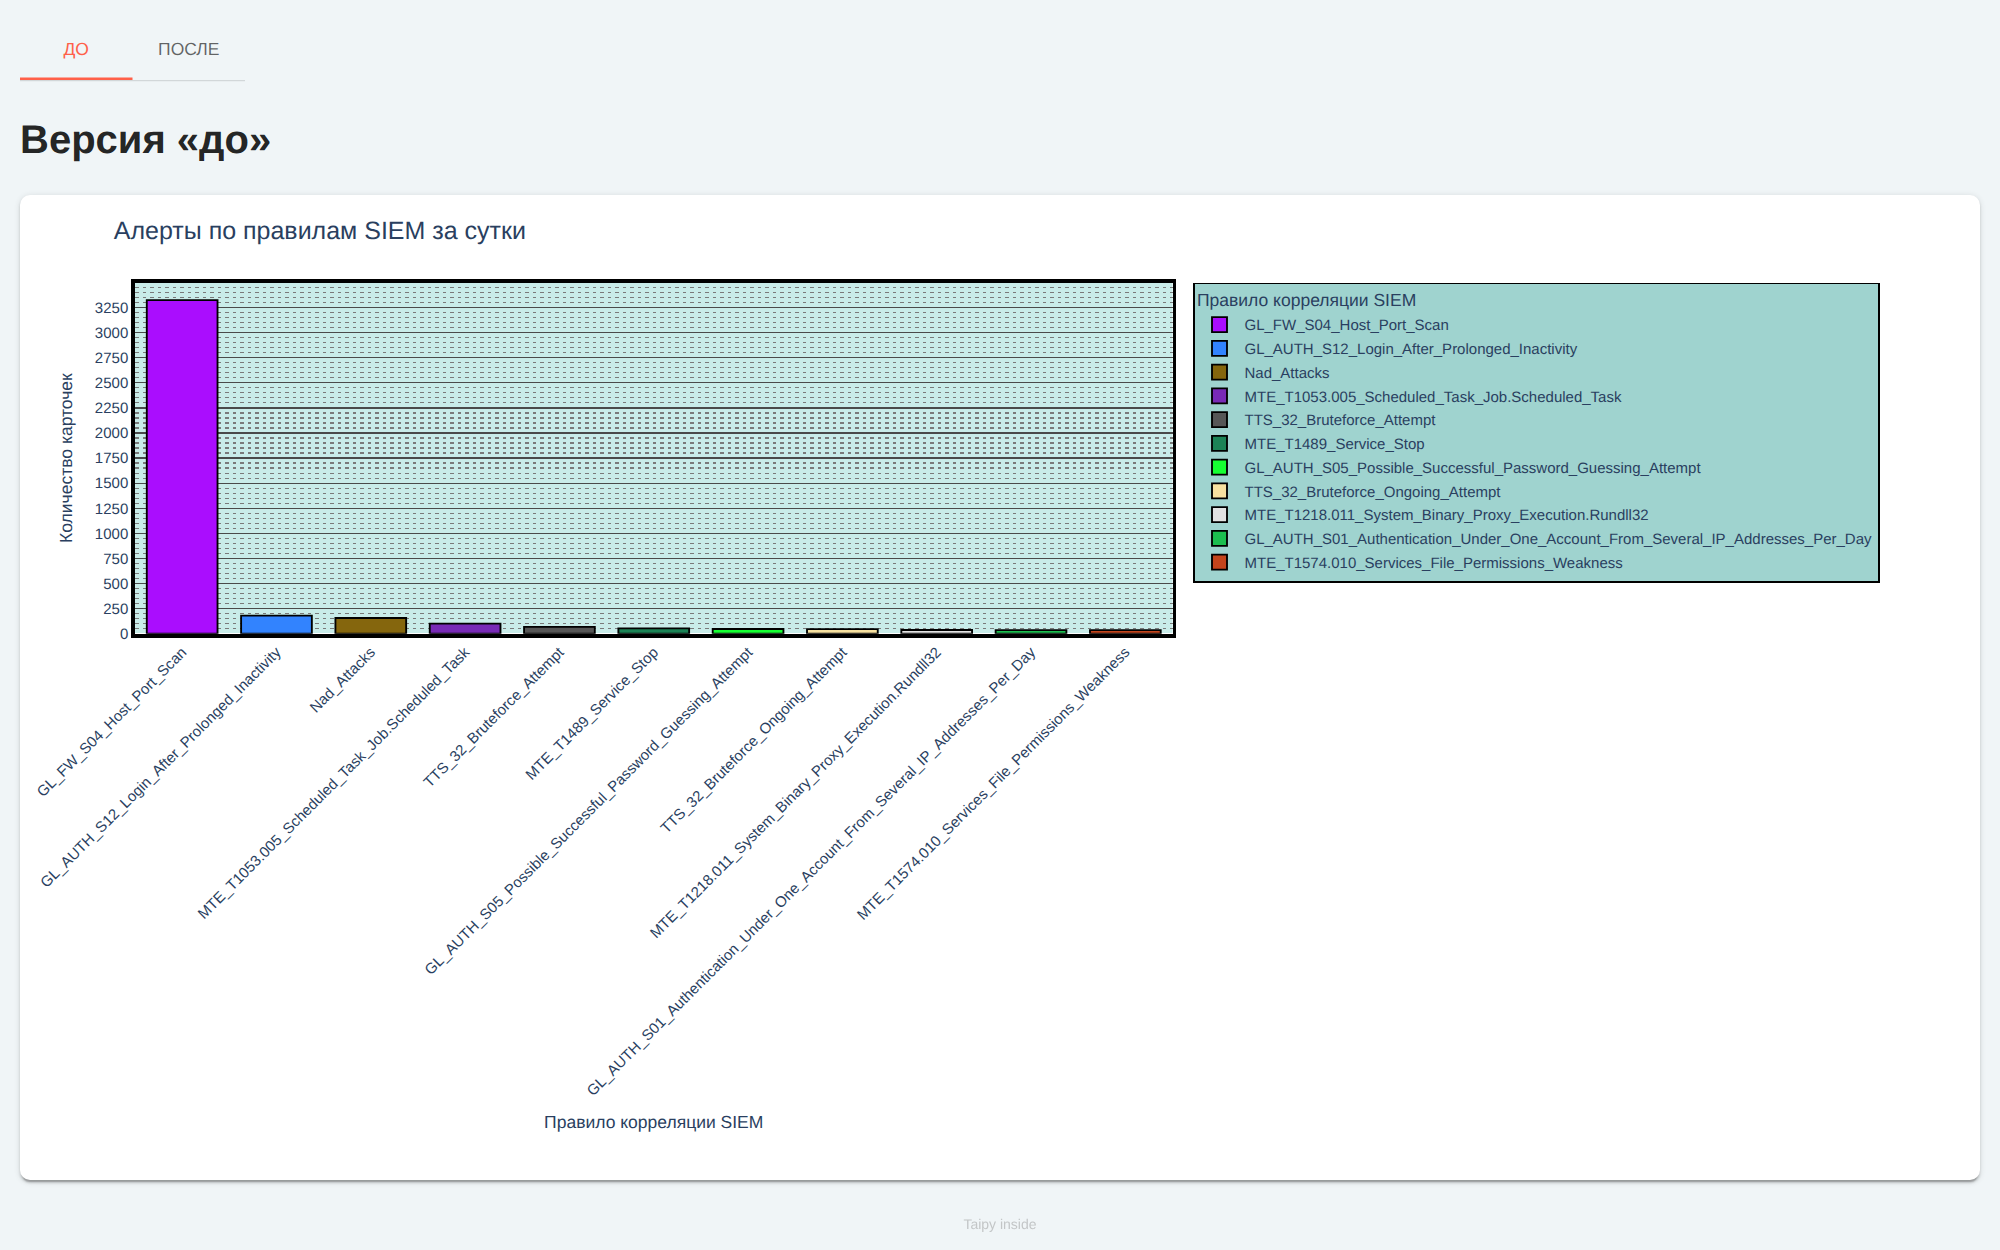 ДО
ПОСЛЕ
Версия «до»
Алерты по правилам SIEM за сутки
Количество карточек
3250
3000
2750
2500
2250
2000
1750
1500
1250
1000
750
500
250
0
GL_FW_S04_Host_Port_Scan
GL_AUTH_S12_Login_After_Prolonged_Inactivity
Nad_Attacks
MTE_T1053.005_Scheduled_Task_Job.Scheduled_Task
TTS_32_Bruteforce_Attempt
MTE_T1489_Service_Stop
GL_AUTH_S05_Possible_Successful_Password_Guessing_Attempt
TTS_32_Bruteforce_Ongoing_Attempt
MTE_T1218.011_System_Binary_Proxy_Execution.Rundll32
GL_AUTH_S01_Authentication_Under_One_Account_From_Several_IP_Addresses_Per_Day
MTE_T1574.010_Services_File_Permissions_Weakness
Правило корреляции SIEM
Правило корреляции SIEM
GL_FW_S04_Host_Port_Scan
GL_AUTH_S12_Login_After_Prolonged_Inactivity
Nad_Attacks
MTE_T1053.005_Scheduled_Task_Job.Scheduled_Task
TTS_32_Bruteforce_Attempt
MTE_T1489_Service_Stop
GL_AUTH_S05_Possible_Successful_Password_Guessing_Attempt
TTS_32_Bruteforce_Ongoing_Attempt
MTE_T1218.011_System_Binary_Proxy_Execution.Rundll32
GL_AUTH_S01_Authentication_Under_One_Account_From_Several_IP_Addresses_Per_Day
MTE_T1574.010_Services_File_Permissions_Weakness
Taipy inside